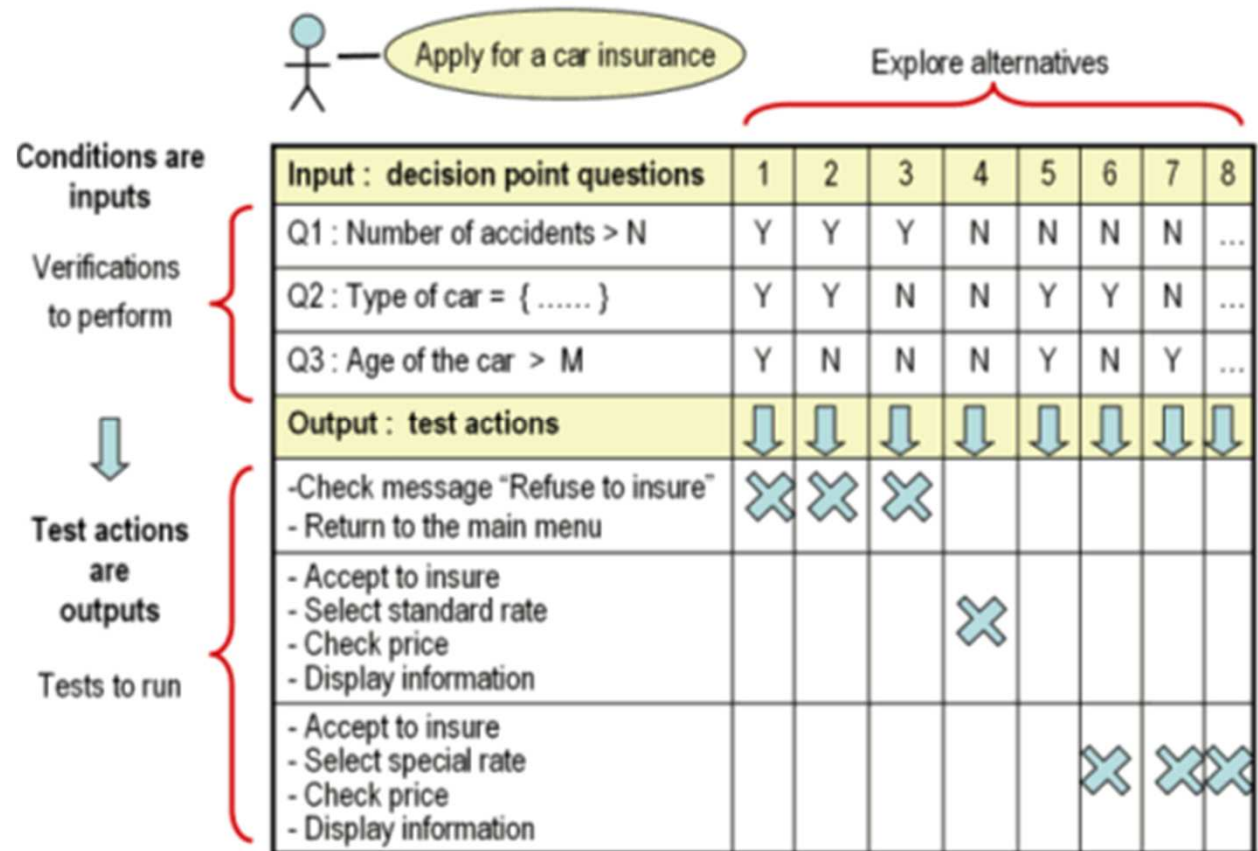 Apply for a car insurance
Explore alternatives
Conditions are
inputs
Verifications
to perform
Test actions
are
outputs
Tests to run
Input : decision point questions 1 2 3 4 5 6 7 8
Q1 : Number of accidents > N Y Y Y N N N N ...
Q2 : Type of car = { ...... } Y Y N N Y Y N ...
Q3 : Age of the car > M Y N N N Y N Y ...
Output : test actions
-Check message “Refuse to insure”
- Return to the main menu
- Accept to insure
- Select standard rate
- Check price
- Display information
- Accept to insure
- Select special rate
- Check price
- Display information